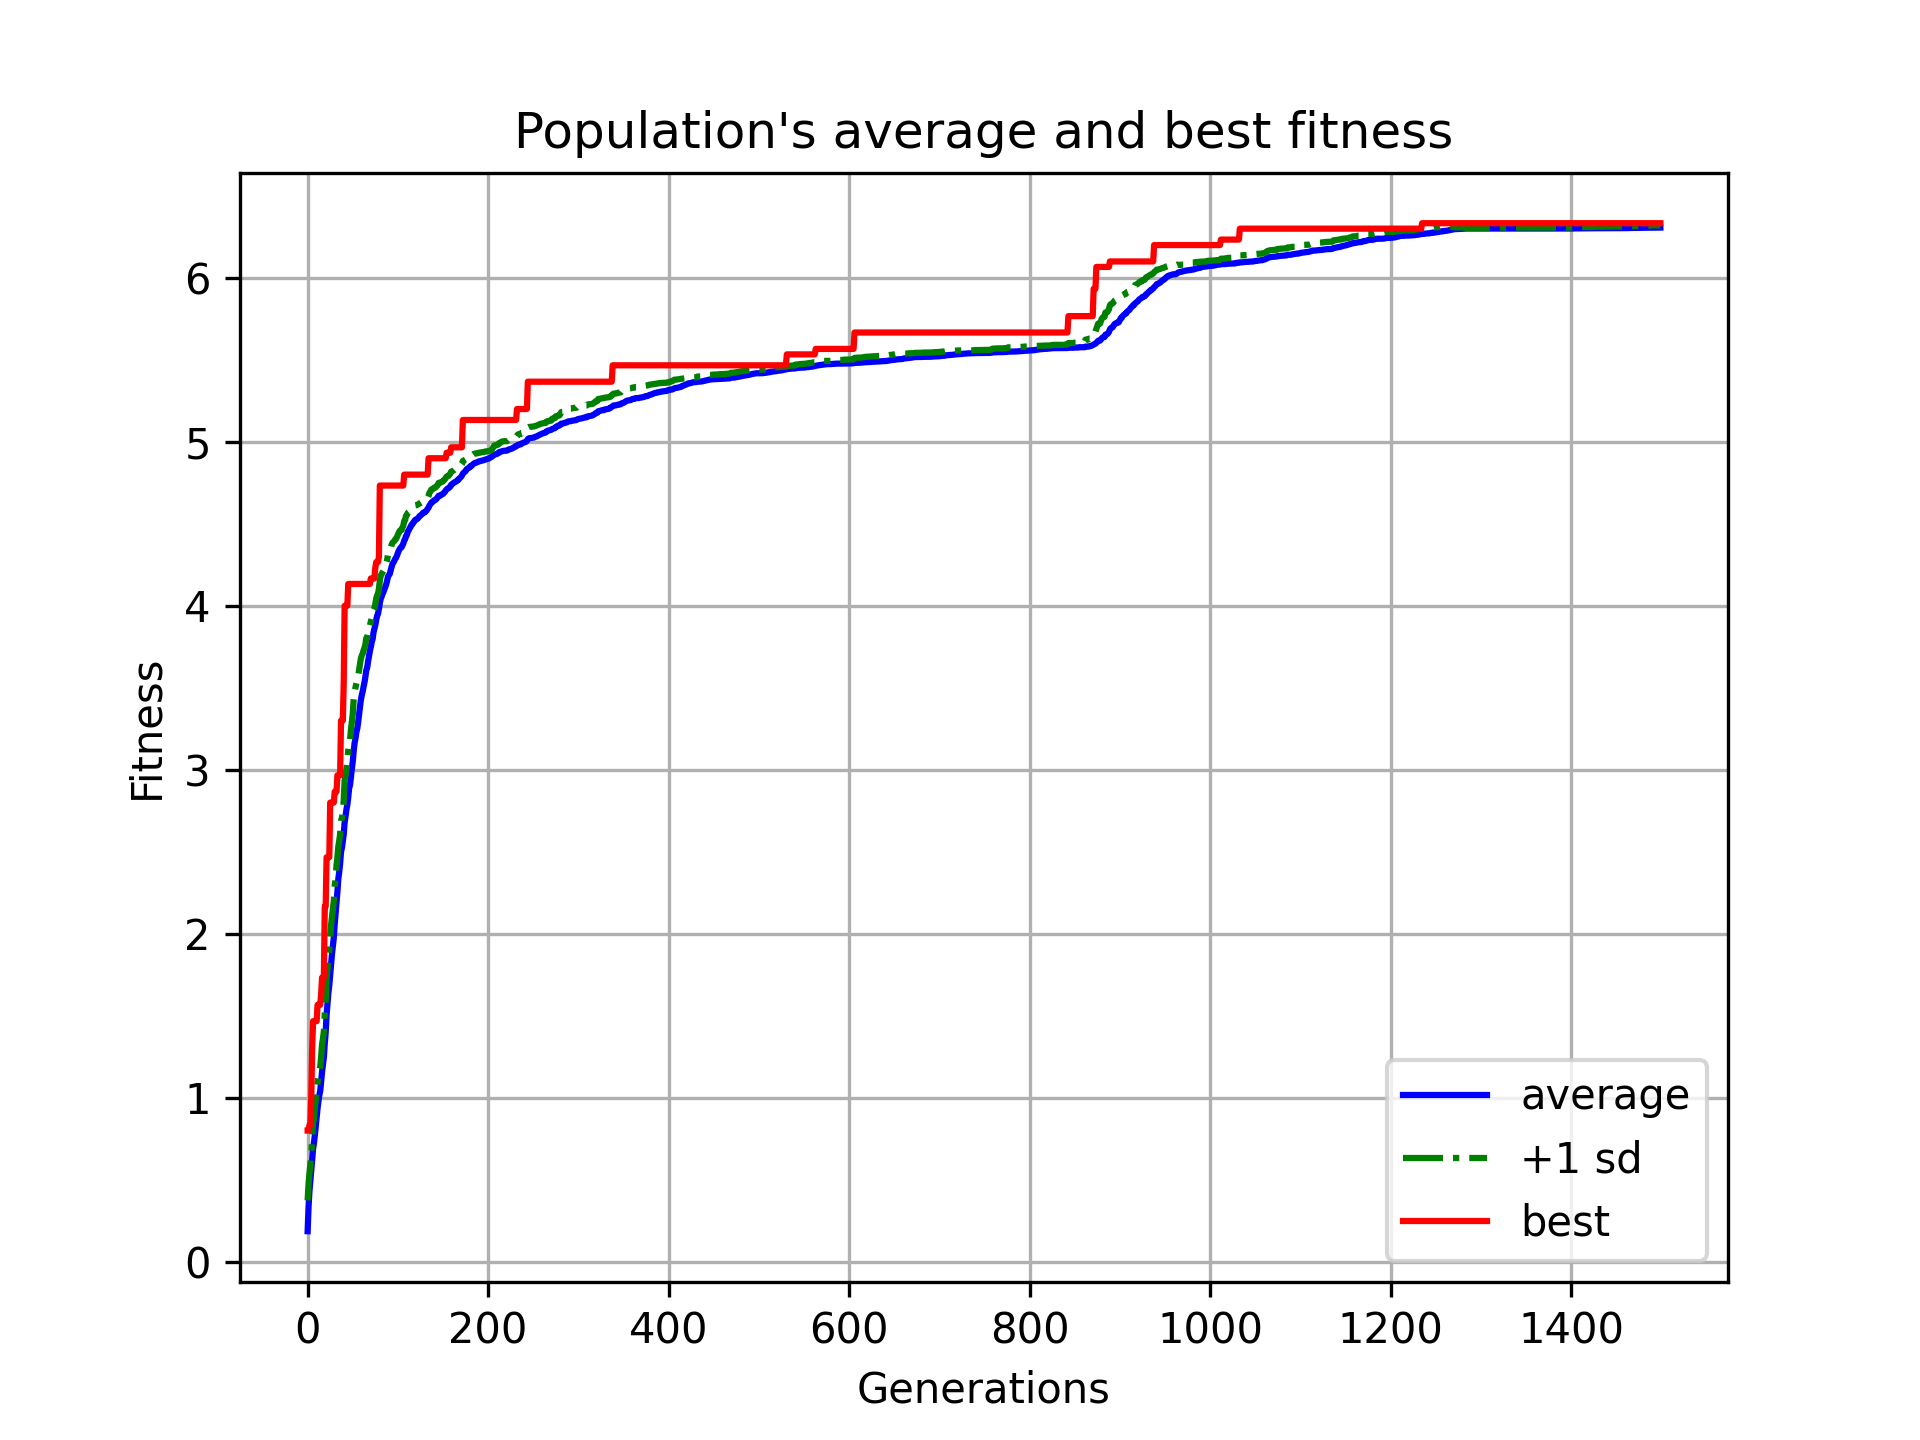 Population's average and best fitness
Fitness
6
5
4
3
2
1
0
average
+1 sd
best
0 200 400 600 800 1000 1200 1400
Generations